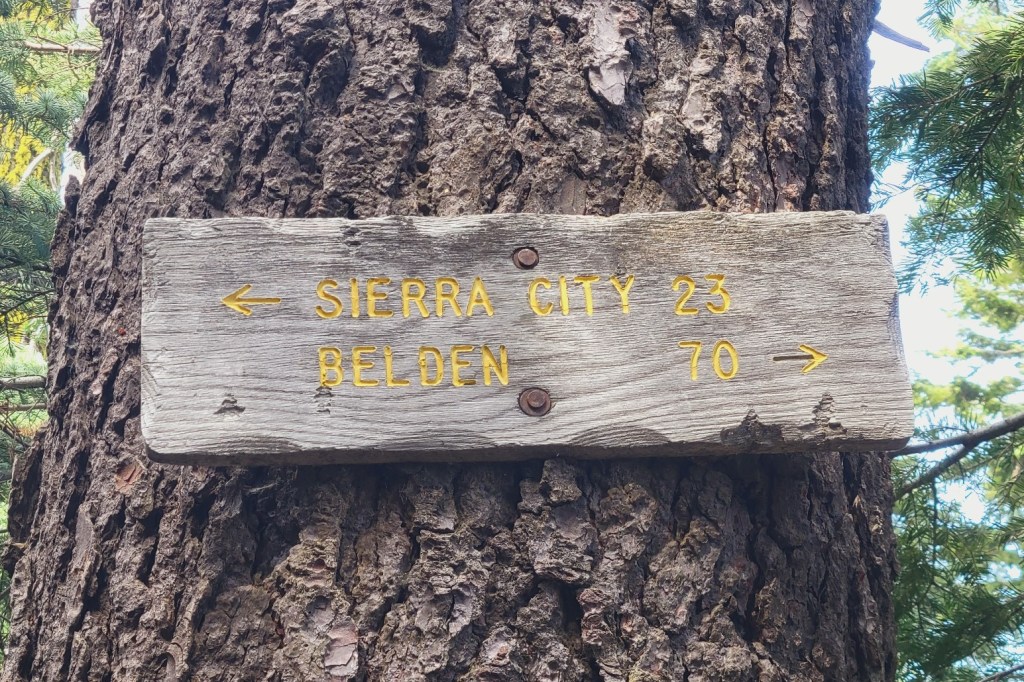 ← SIERRA CITY 23
BELDEN 70 →